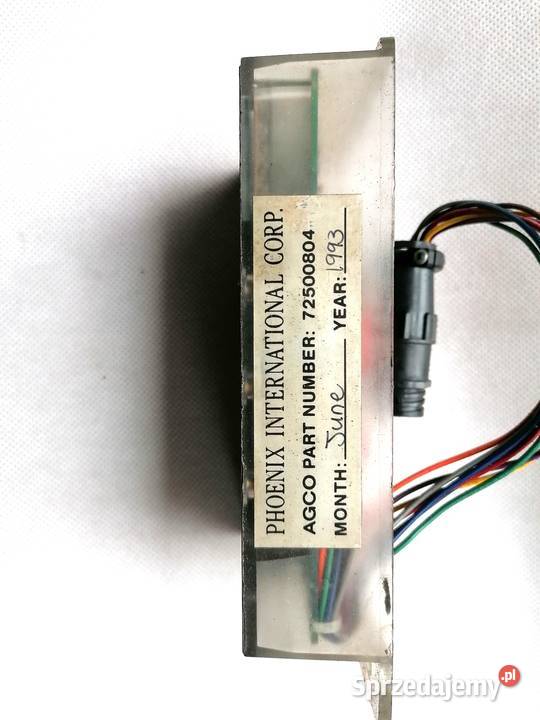 PHOENIX INTERNATIONAL CORP.
AGCO PART NUMBER: 72500804
MONTH: June YEAR: 1993
Sprzedajemy.pl